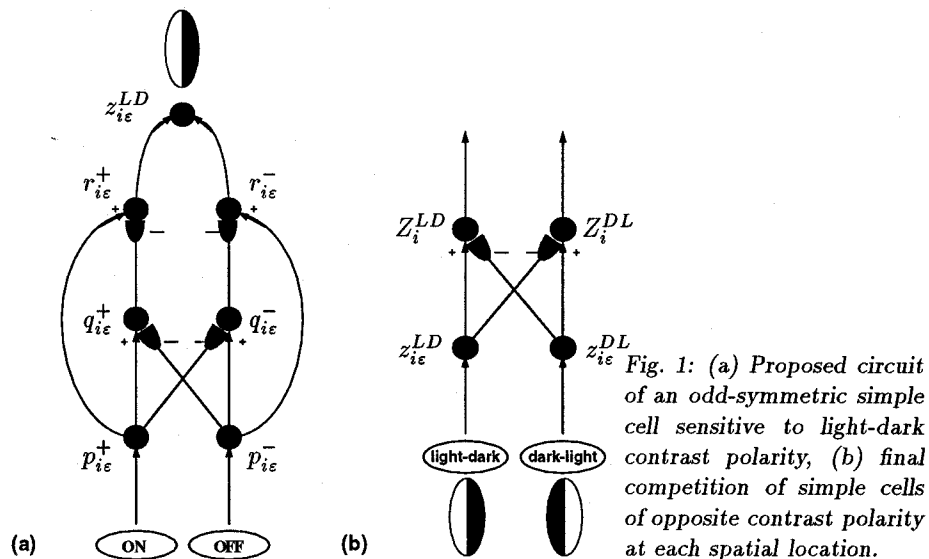 z_{iε}^{LD}
r_{iε}^{+} r_{iε}^{-}
+ − − +
q_{iε}^{+} q_{iε}^{-}
+ − − +
p_{iε}^{+} p_{iε}^{-}
(a) ON OFF
Z_{i}^{LD} Z_{i}^{DL}
+ − − +
z_{iε}^{LD} z_{iε}^{DL}
light-dark dark-light
(b)
Fig. 1: (a) Proposed circuit
of an odd-symmetric simple
cell sensitive to light-dark
contrast polarity, (b) final
competition of simple cells
of opposite contrast polarity
at each spatial location.